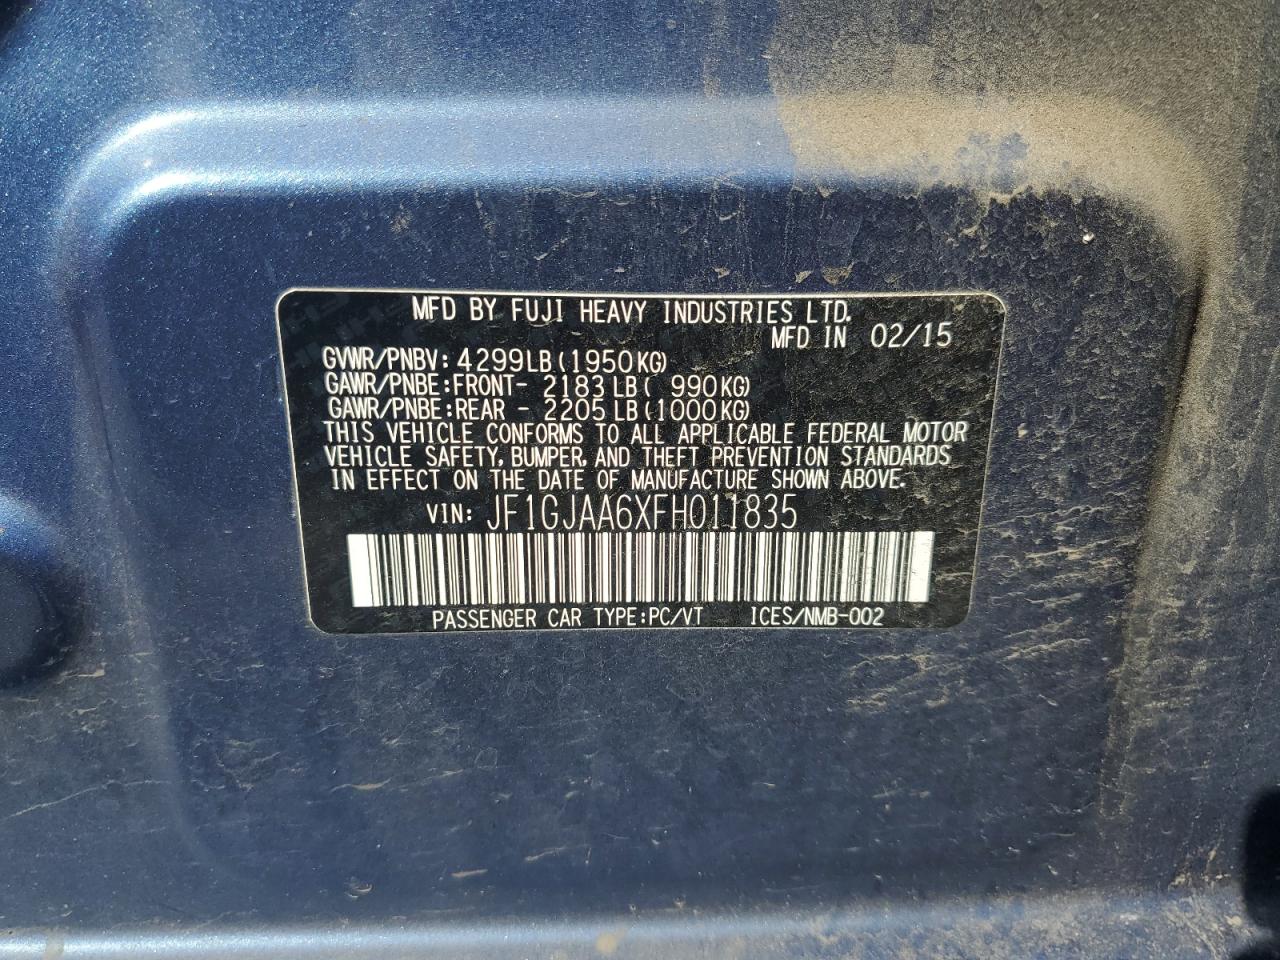 MFD BY FUJI HEAVY INDUSTRIES LTD.
MFD IN 02/15
GVWR/PNBV: 4299LB(1950KG)
GAWR/PNBE:FRONT- 2183LB( 990KG)
GAWR/PNBE:REAR - 2205LB(1000KG)
THIS VEHICLE CONFORMS TO ALL APPLICABLE FEDERAL MOTOR
VEHICLE SAFETY, BUMPER, AND THEFT PREVENTION STANDARDS
IN EFFECT ON THE DATE OF MANUFACTURE SHOWN ABOVE.
VIN: JF1GJAA6XFH011835
PASSENGER CAR TYPE:PC/VT ICES/NMB-002